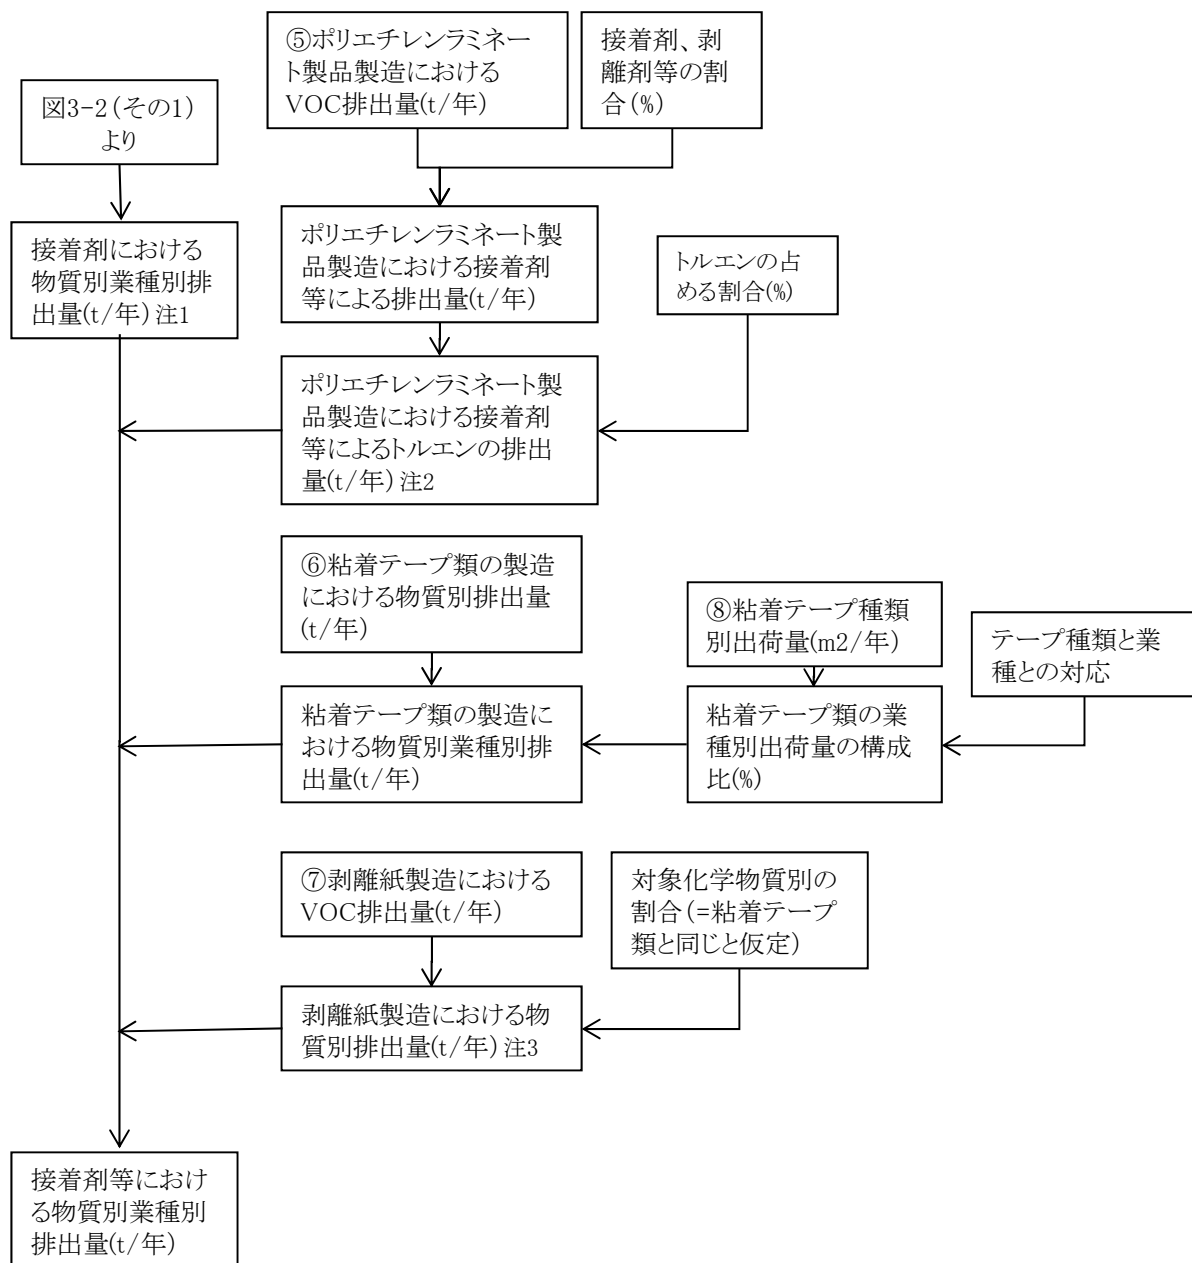 ⑤ポリエチレンラミネー
ト製品製造における
VOC排出量(t/年)
接着剤、剥
離剤等の割
合(%)
図3-2(その1)
より
接着剤における
物質別業種別排
出量(t/年)注1
ポリエチレンラミネート製
品製造における接着剤
等による排出量(t/年)
トルエンの占
める割合(%)
ポリエチレンラミネート製
品製造における接着剤
等によるトルエンの排出
量(t/年)注2
⑥粘着テープ類の製造
における物質別排出量
(t/年)
⑧粘着テープ種類
別出荷量(m2/年)
テープ種類と業
種との対応
粘着テープ類の製造に
おける物質別業種別排
出量(t/年)
粘着テープ類の業
種別出荷量の構成
比(%)
⑦剥離紙製造における
VOC排出量(t/年)
対象化学物質別の
割合(=粘着テープ
類と同じと仮定)
剥離紙製造における物
質別排出量(t/年)注3
接着剤等におけ
る物質別業種別
排出量(t/年)